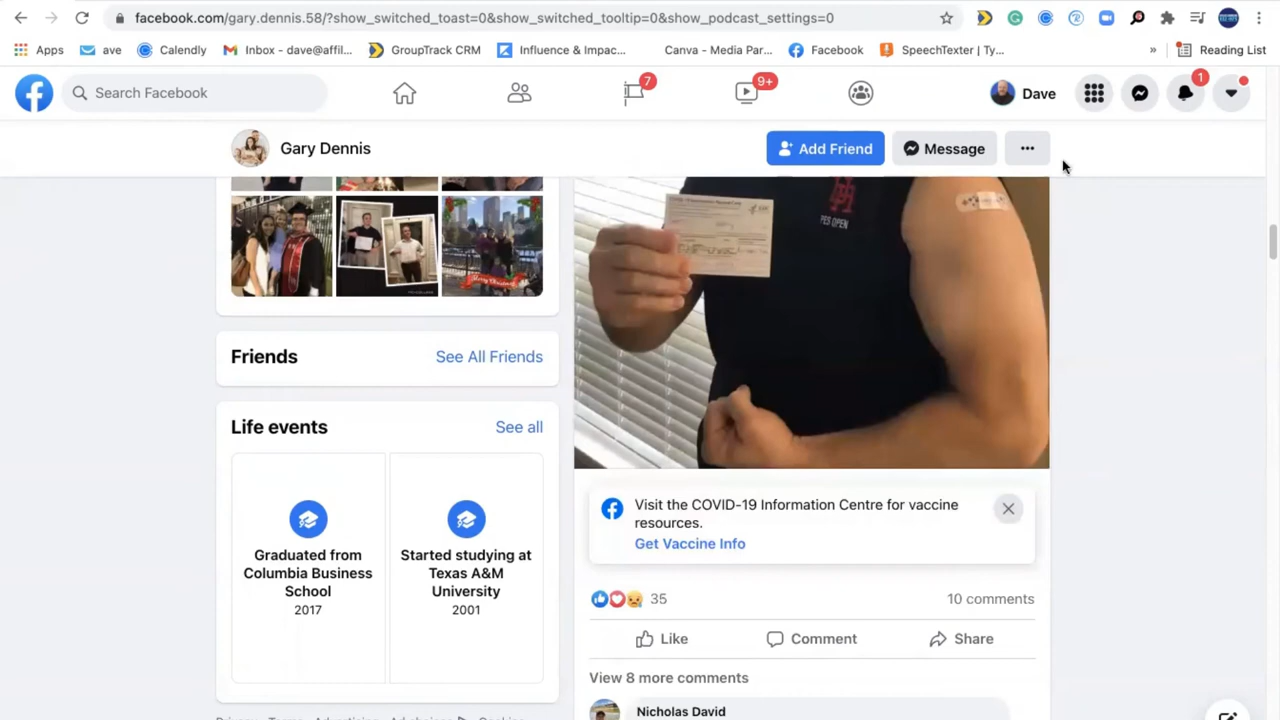 facebook.com/gary.dennis.58/?show_switched_toast=0&show_switched_tooltip=0&show_podcast_settings=0
Apps ave Calendly Inbox - dave@affil... GroupTrack CRM Influence & Impac... Canva - Media Par... Facebook SpeechTexter | Ty... » Reading List
Search Facebook 7 9+ Dave 1
Gary Dennis Add Friend Message
PES OPEN
Merry Christmas
Friends See All Friends
Life events See all
Graduated from
Columbia Business
School
2017
Started studying at
Texas A&M
University
2001
Visit the COVID-19 Information Centre for vaccine
resources.
Get Vaccine Info
35 10 comments
Like Comment Share
View 8 more comments
Nicholas David